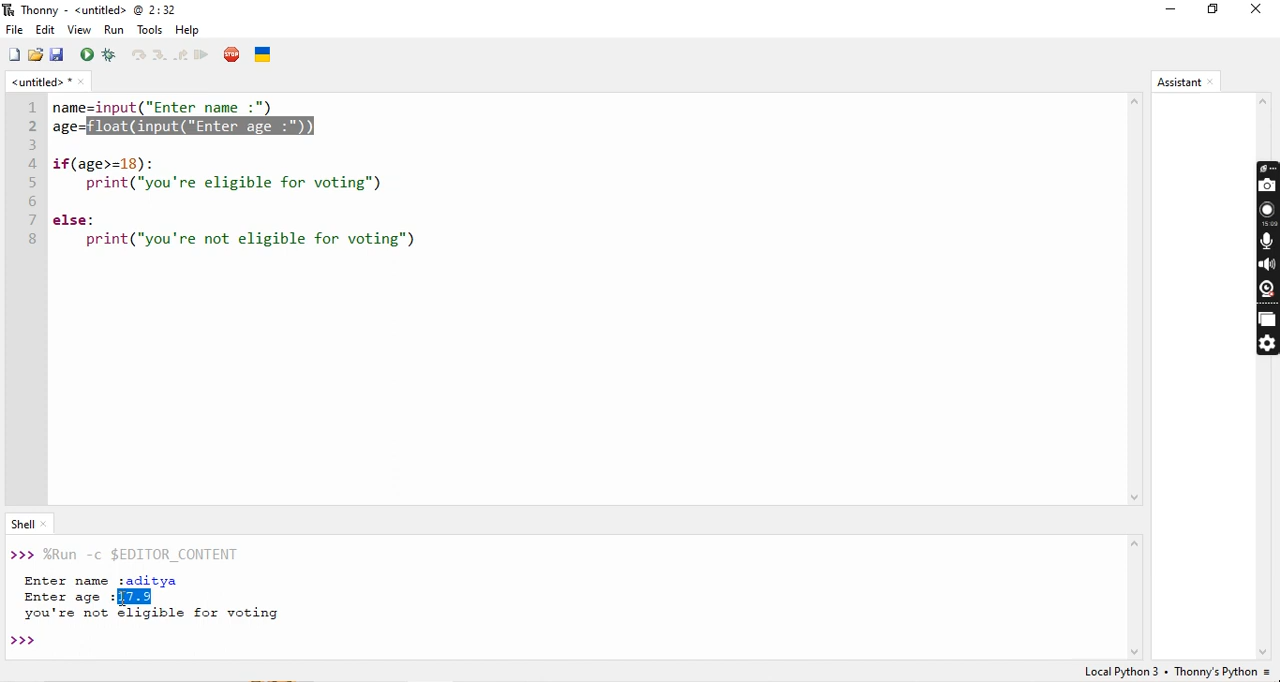 Thonny - <untitled> @ 2:32
File Edit View Run Tools Help
STOP
<untitled> *
Assistant
1 name=input("Enter name :")
2 age=float(input("Enter age :"))
3
4 if(age>=18):
5 print("you're eligible for voting")
6
7 else:
8 print("you're not eligible for voting")
15:09
Shell
>>> %Run -c $EDITOR_CONTENT
Enter name :aditya
Enter age :17.9
you're not eligible for voting
>>>
Local Python 3 • Thonny's Python ≡